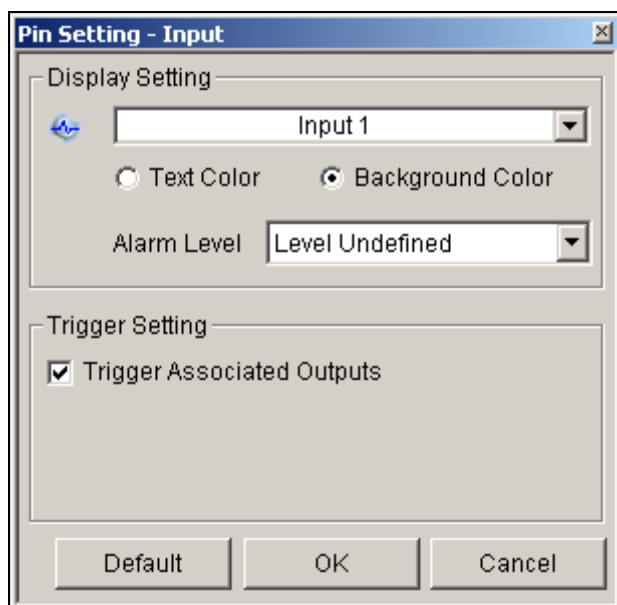 Pin Setting - Input
Display Setting
Input 1
Text Color Background Color
Alarm Level Level Undefined
Trigger Setting
Trigger Associated Outputs
Default OK Cancel